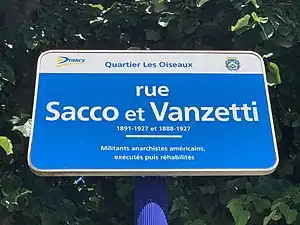 Drancy
Quartier Les Oiseaux
rue
Sacco et Vanzetti
1891-1927 et 1888-1927
Militants anarchistes américains,
exécutés puis réhabilités